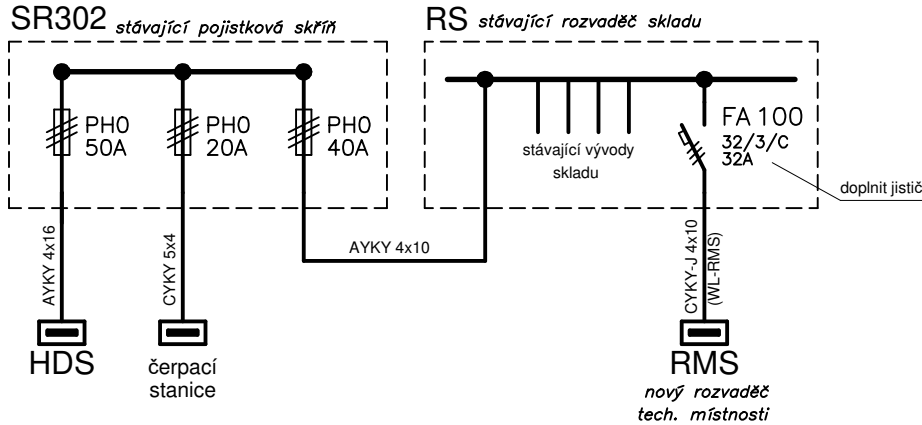 SR302 stávající pojistková skříň
RS stávající rozvaděč skladu
PH0
50A
PH0
20A
PH0
40A
stávající vývody
skladu
FA 100
32/3/C
32A
doplnit jistič
AYKY 4x16
CYKY 5x4
AYKY 4x10
CYKY-J 4x10
(WL-RMS)
HDS
čerpací
stanice
RMS
nový rozvaděč
tech. místnosti